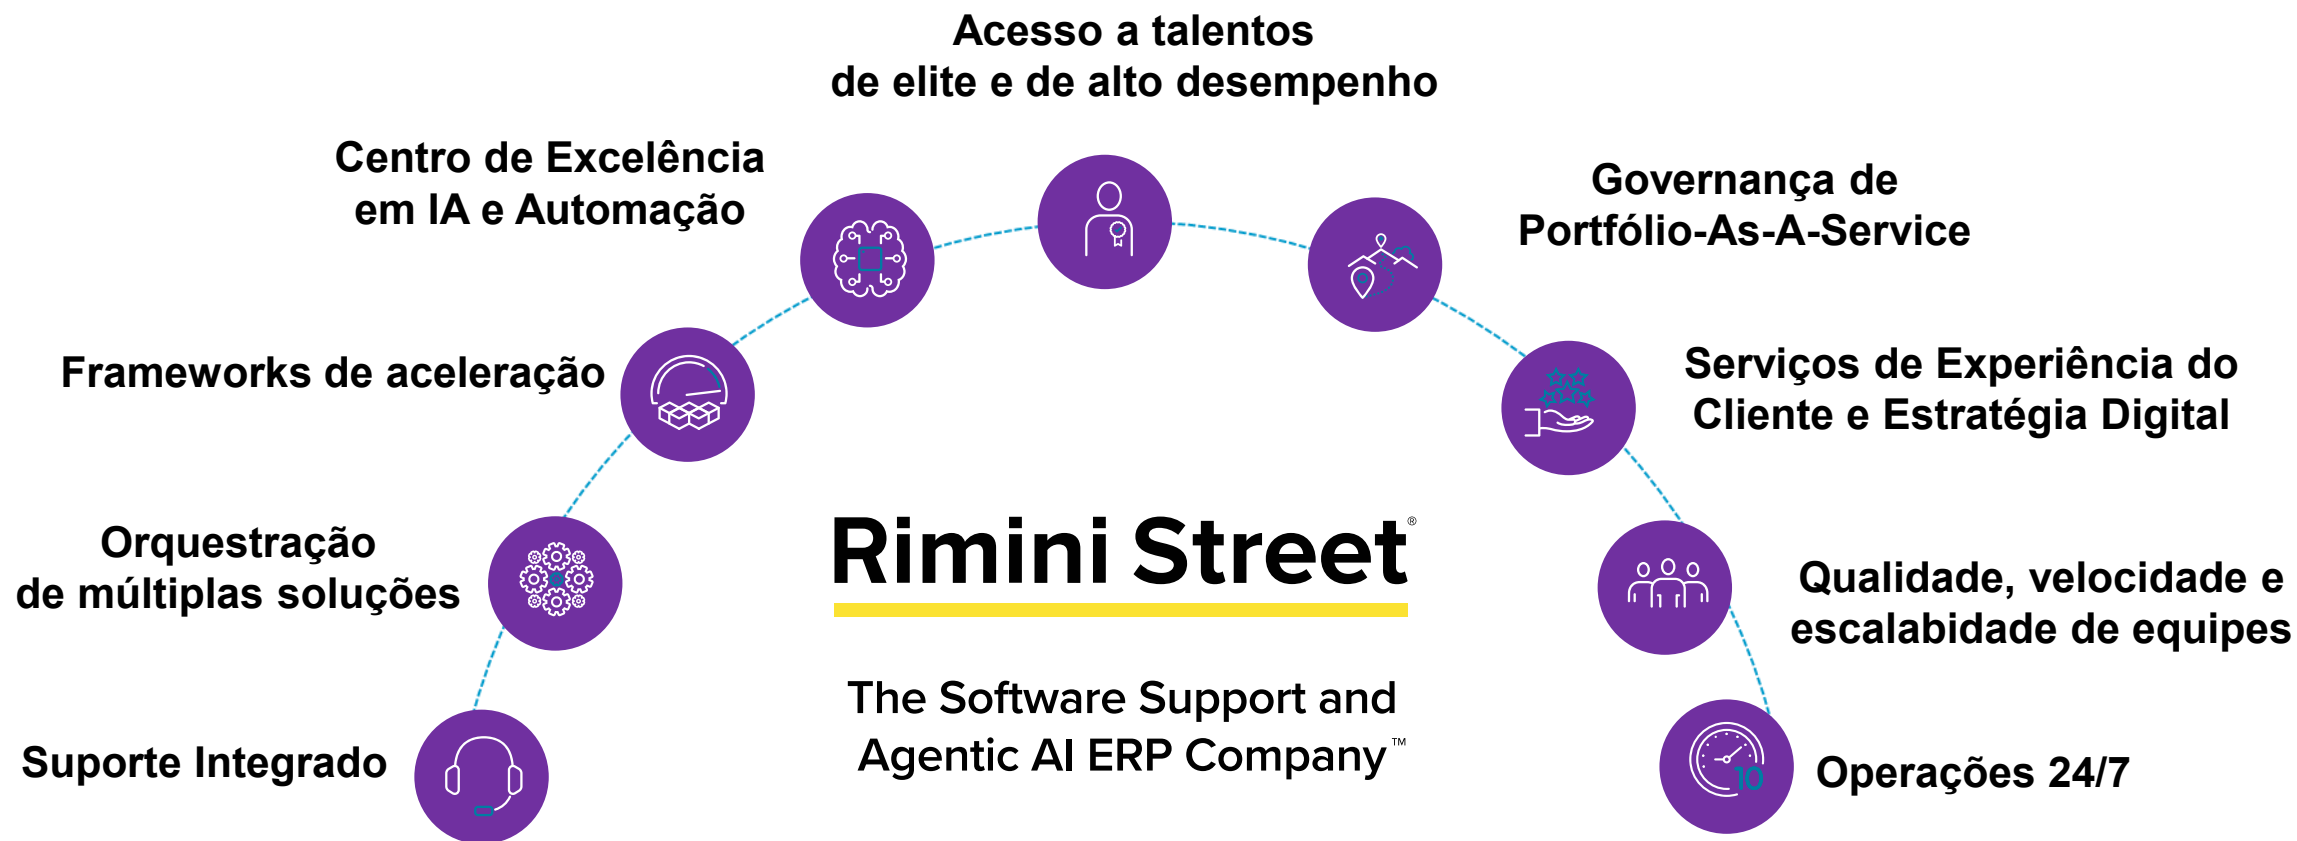 Acesso a talentos
de elite e de alto desempenho
Centro de Excelência
em IA e Automação
Governança de
Portfólio-As-A-Service
Frameworks de aceleração
Serviços de Experiência do
Cliente e Estratégia Digital
Orquestração
de múltiplas soluções
Rimini Street®
Qualidade, velocidade e
escalabidade de equipes
The Software Support and
Agentic AI ERP Company™
Suporte Integrado
10
Operações 24/7